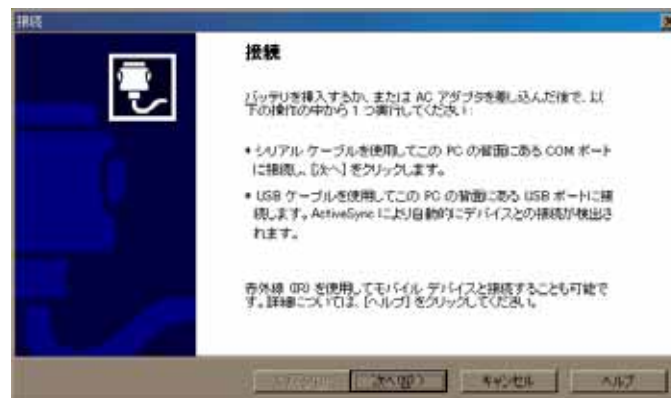 接続
接続
バッテリを挿入するか、または AC アダプタを差し込んだ後で、以
下の操作の中から 1 つ実行してください:
• シリアル ケーブルを使用してこの PC の背面にある COM ポート
に接続し、[次へ] をクリックします。
• USB ケーブルを使用してこの PC の背面にある USB ポートに接
続します。ActiveSync により自動的にデバイスとの接続が検出さ
れます。
赤外線 (IR) を使用してモバイル デバイスと接続することも可能で
す。詳細については、[ヘルプ] をクリックしてください。
次へ(N) >
キャンセル
ヘルプ